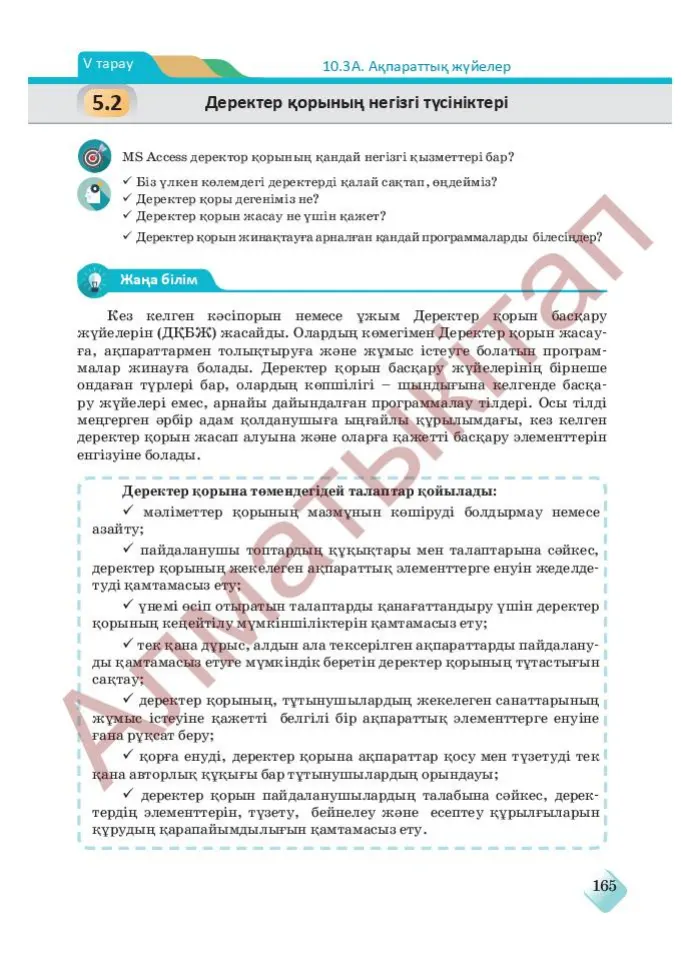 V тарау
10.3А. Ақпараттық жүйелер
5.2
Деректер қорының негізгі түсініктері
MS Access деректор қорының қандай негізгі қызметтері бар?
✓ Біз үлкен көлемдегі деректерді қалай сақтап, өңдейміз?
✓ Деректер қоры дегеніміз не?
✓ Деректер қорын жасау не үшін қажет?
✓ Деректер қорын жинақтауға арналған қандай программаларды білесіңдер?
Жаңа білім
Кез келген кәсіпорын немесе ұжым Деректер қорын басқару
жүйелерін (ДҚБЖ) жасайды. Олардың көмегімен Деректер қорын жасау-
ға, ақпараттармен толықтыруға және жұмыс істеуге болатын програм-
малар жинауға болады. Деректер қорын басқару жүйелерінің бірнеше
ондаған түрлері бар, олардың көпшілігі – шындығына келгенде басқа-
ру жүйелері емес, арнайы дайындалған программалау тілдері. Осы тілді
меңгерген әрбір адам қолданушыға ыңғайлы құрылымдағы, кез келген
деректер қорын жасап алуына және оларға қажетті басқару элементтерін
енгізуіне болады.
Деректер қорына төмендегідей талаптар қойылады:
✓ мәліметтер қорының мазмұнын көшіруді болдырмау немесе
азайту;
✓ пайдаланушы топтардың құқықтары мен талаптарына сәйкес,
деректер қорының жекелеген ақпараттық элементтерге енуін жеделде-
туді қамтамасыз ету;
✓ үнемі өсіп отыратын талаптарды қанағаттандыру үшін деректер
қорының кеңейтілу мүмкіншіліктерін қамтамасыз ету;
✓ тек қана дұрыс, алдын ала тексерілген ақпараттарды пайдалану-
ды қамтамасыз етуге мүмкіндік беретін деректер қорының тұтастығын
сақтау;
✓ деректер қорының, тұтынушылардың жекелеген санаттарының
жұмыс істеуіне қажетті белгілі бір ақпараттық элементтерге енуіне
ғана рұқсат беру;
✓ қорға енуді, деректер қорына ақпараттар қосу мен түзетуді тек
қана авторлық құқығы бар тұтынушылардың орындауы;
✓ деректер қорын пайдаланушылардың талабына сәйкес, дерек-
тердің элементтерін, түзету, бейнелеу және есептеу құрылғыларын
құрудың қарапайымдылығын қамтамасыз ету.
165
Алматыкітап